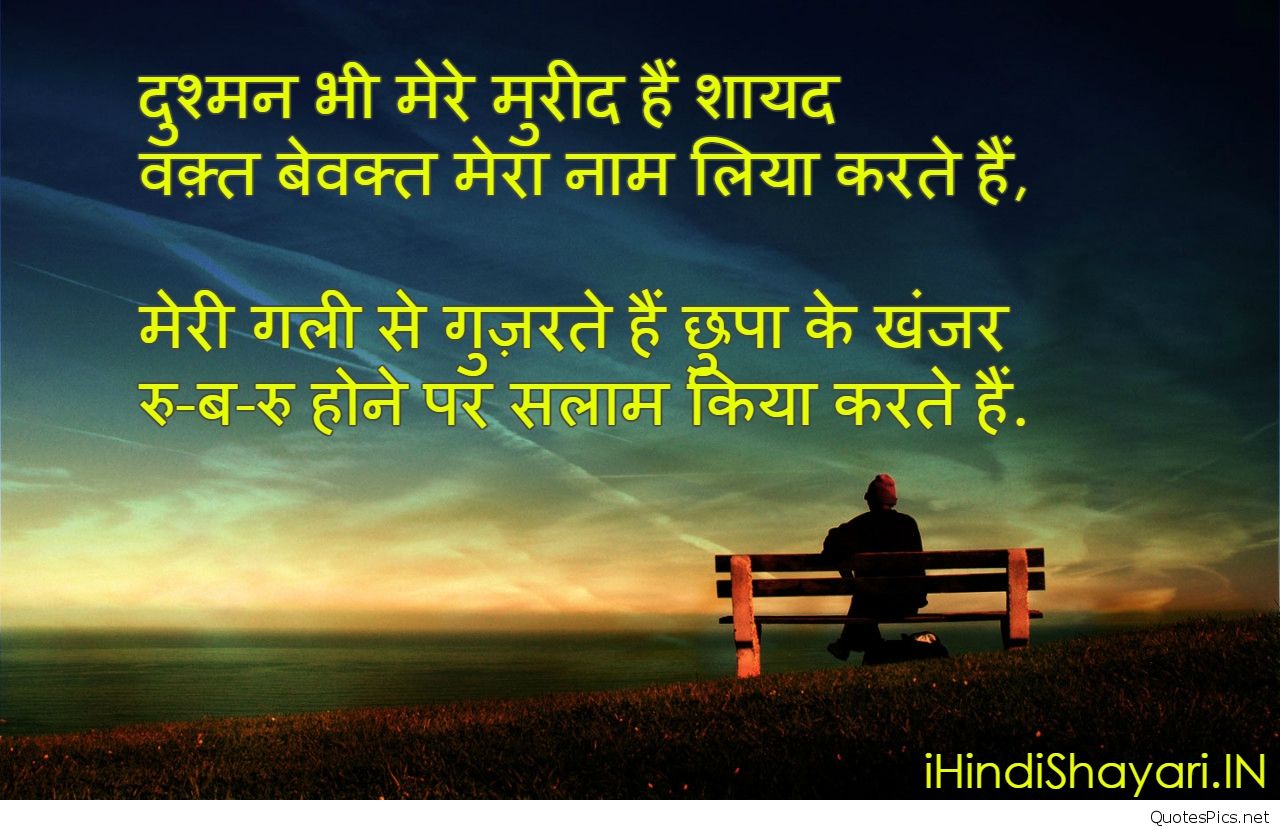 दुश्मन भी मेरे मुरीद हैं शायद
वक़्त बेवक्त मेरा नाम लिया करते हैं,
मेरी गली से गुज़रते हैं छुपा के खंजर
रु-ब-रु होने पर सलाम किया करते हैं.
iHindiShayari.IN
QuotesPics.net